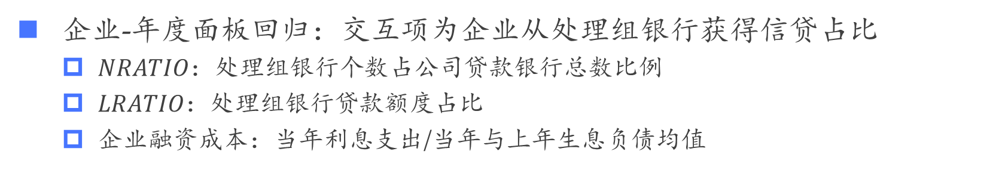 企业-年度面板回归：交互项为企业从处理组银行获得信贷占比
NRATIO：处理组银行个数占公司贷款银行总数比例
LRATIO：处理组银行贷款额度占比
企业融资成本：当年利息支出/当年与上年生息负债均值